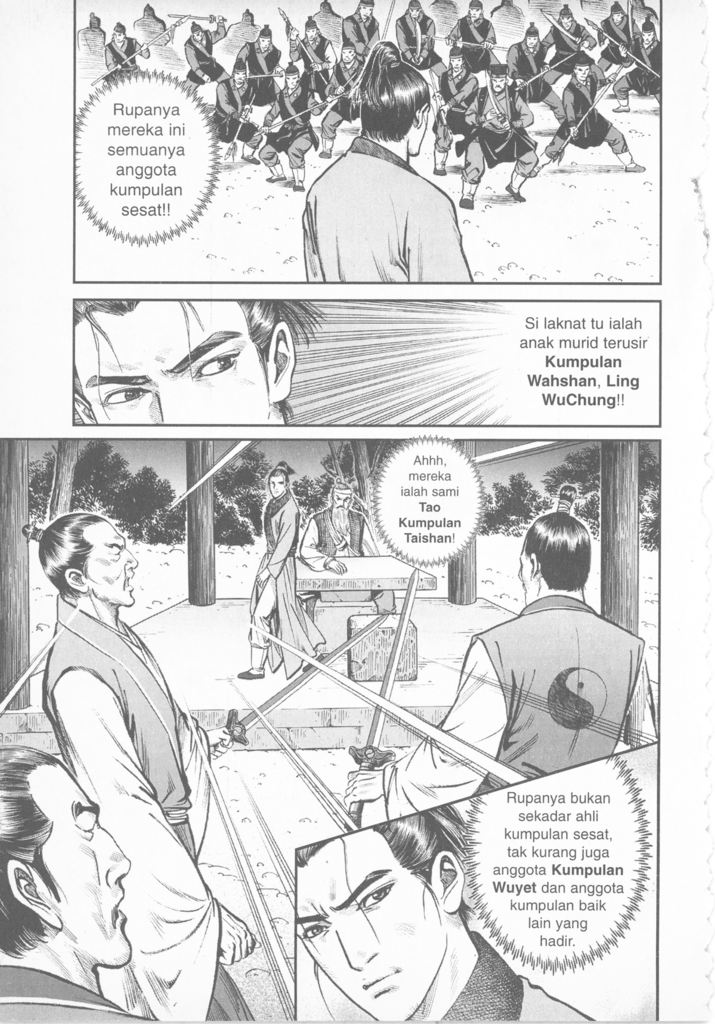 Rupanya
mereka ini
semuanya
anggota
kumpulan
sesat!!
Si laknat tu ialah
anak murid terusir
Kumpulan
Wahshan, Ling
WuChung!!
Ahhh,
mereka
ialah sami
Tao
Kumpulan
Taishan!
Rupanya bukan
sekadar ahli
kumpulan sesat,
tak kurang juga
anggota Kumpulan
Wuyet dan anggota
kumpulan baik
lain yang
hadir.